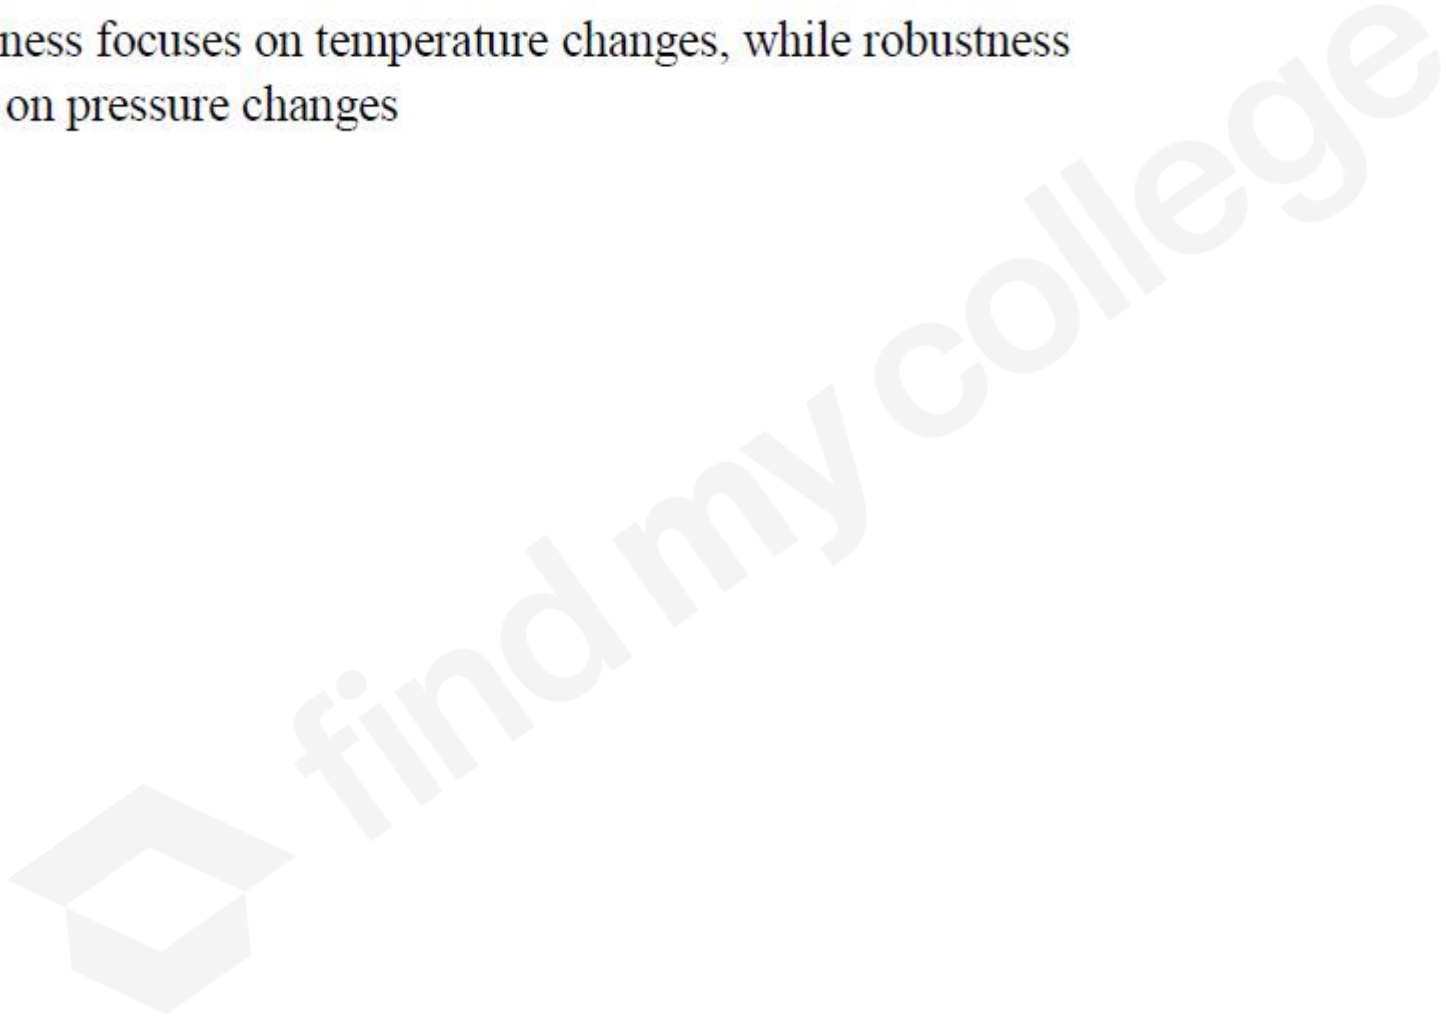 ness focuses on temperature changes, while robustness
on pressure changes
find my college